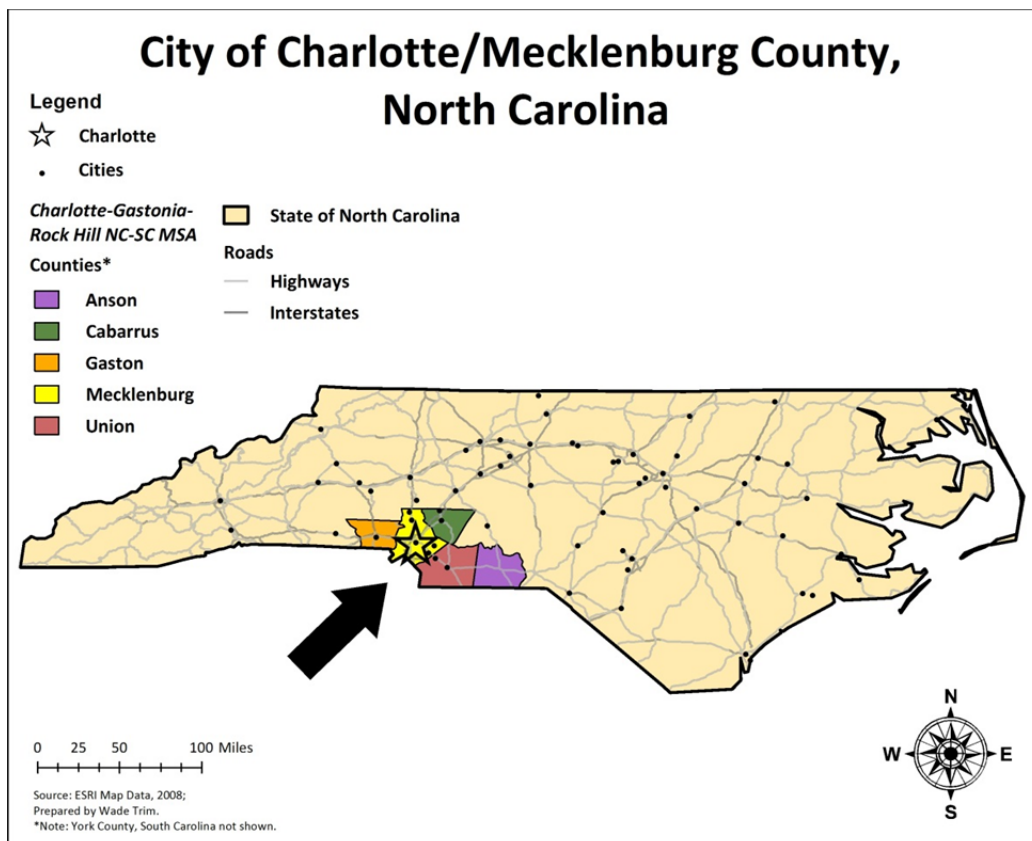 City of Charlotte/Mecklenburg County,
North Carolina
Legend
Charlotte
Cities
Charlotte-Gastonia-
Rock Hill NC-SC MSA
Counties*
Anson
Cabarrus
Gaston
Mecklenburg
Union
State of North Carolina
Roads
Highways
Interstates
0 25 50 100 Miles
Source: ESRI Map Data, 2008;
Prepared by Wade Trim.
*Note: York County, South Carolina not shown.
N
W E
S